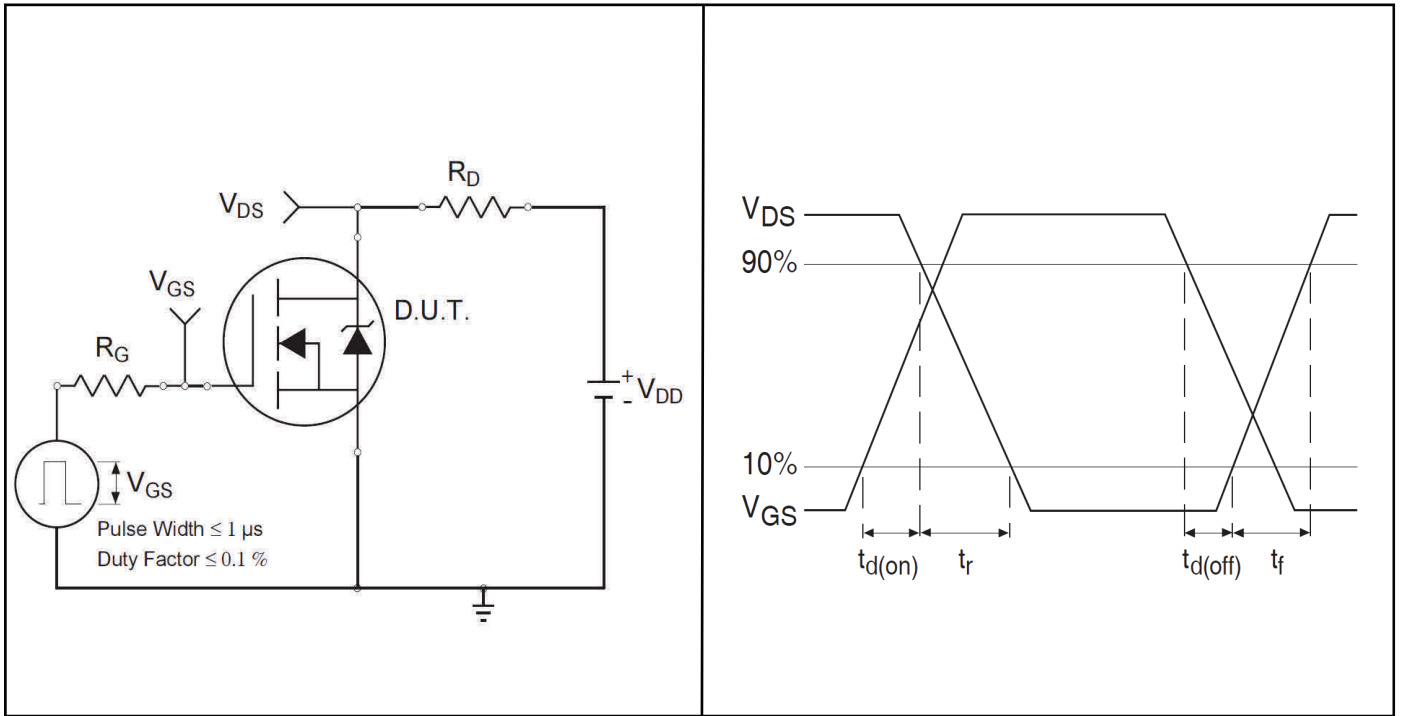 RD
VDS
VGS
D.U.T.
RG
+
VDD
-
VGS
Pulse Width ≤ 1 µs
Duty Factor ≤ 0.1 %
VDS
90%
10%
VGS
td(on) tr td(off) tf